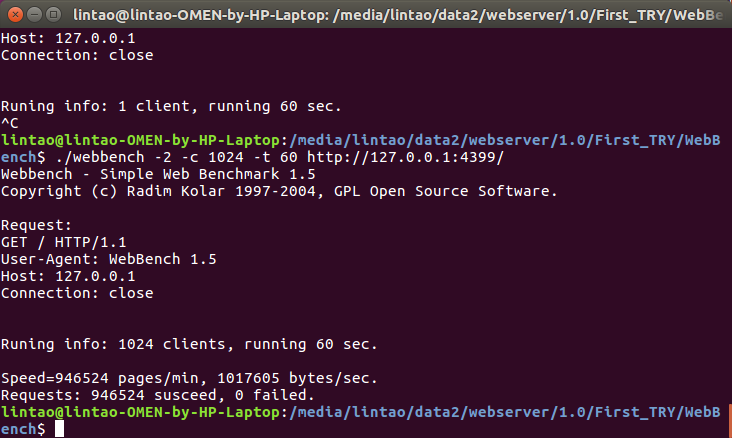 lintao@lintao-OMEN-by-HP-Laptop: /media/lintao/data2/webserver/1.0/First_TRY/WebBe
Host: 127.0.0.1
Connection: close
Runing info: 1 client, running 60 sec.
^C
lintao@lintao-OMEN-by-HP-Laptop:/media/lintao/data2/webserver/1.0/First_TRY/WebB
ench$ ./webbench -2 -c 1024 -t 60 http://127.0.0.1:4399/
Webbench - Simple Web Benchmark 1.5
Copyright (c) Radim Kolar 1997-2004, GPL Open Source Software.
Request:
GET / HTTP/1.1
User-Agent: WebBench 1.5
Host: 127.0.0.1
Connection: close
Runing info: 1024 clients, running 60 sec.
Speed=946524 pages/min, 1017605 bytes/sec.
Requests: 946524 susceed, 0 failed.
lintao@lintao-OMEN-by-HP-Laptop:/media/lintao/data2/webserver/1.0/First_TRY/WebB
ench$